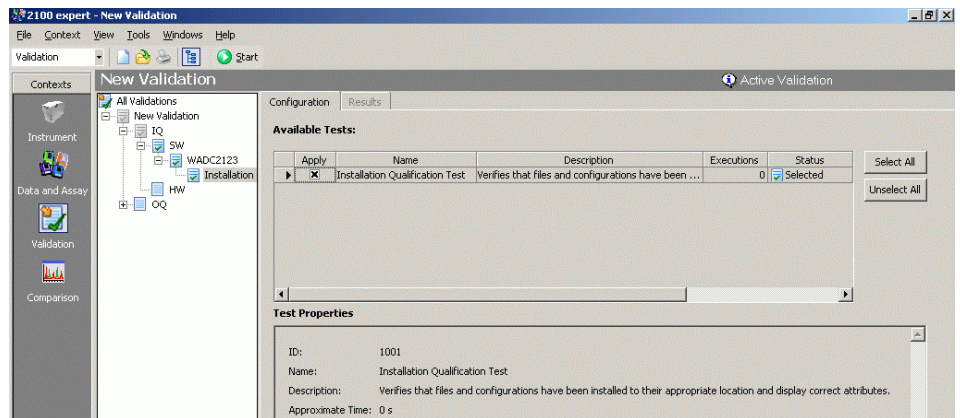 2100 expert - New Validation
File Context View Tools Windows Help
Validation Start
Contexts
New Validation
Active Validation
Instrument
Data and Assay
Validation
Comparison
All Validations
New Validation
IQ
SW
WADC2123
Installation
HW
OQ
Configuration Results
Available Tests:
Apply Name Description Executions Status
Installation Qualification Test Verifies that files and configurations have been ... 0 Selected
Select All
Unselect All
Test Properties
ID: 1001
Name: Installation Qualification Test
Description: Verifies that files and configurations have been installed to their appropriate location and display correct attributes.
Approximate Time: 0 s